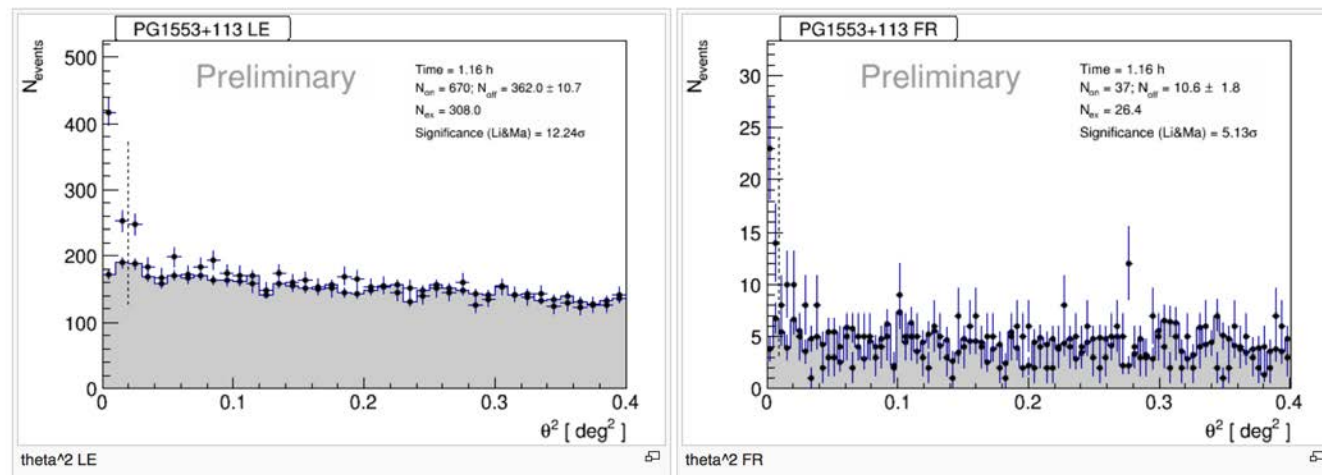 PG1553+113 LE
Preliminary
Time = 1.16 h
N_on = 670; N_off = 362.0 ± 10.7
N_ex = 308.0
Significance (Li&Ma) = 12.24σ
N_events
500
400
300
200
100
0
0 0.1 0.2 0.3 0.4
θ² [ deg² ]
theta^2 LE
PG1553+113 FR
Preliminary
Time = 1.16 h
N_on = 37; N_off = 10.6 ± 1.8
N_ex = 26.4
Significance (Li&Ma) = 5.13σ
N_events
30
25
20
15
10
5
0
0 0.1 0.2 0.3 0.4
θ² [ deg² ]
theta^2 FR